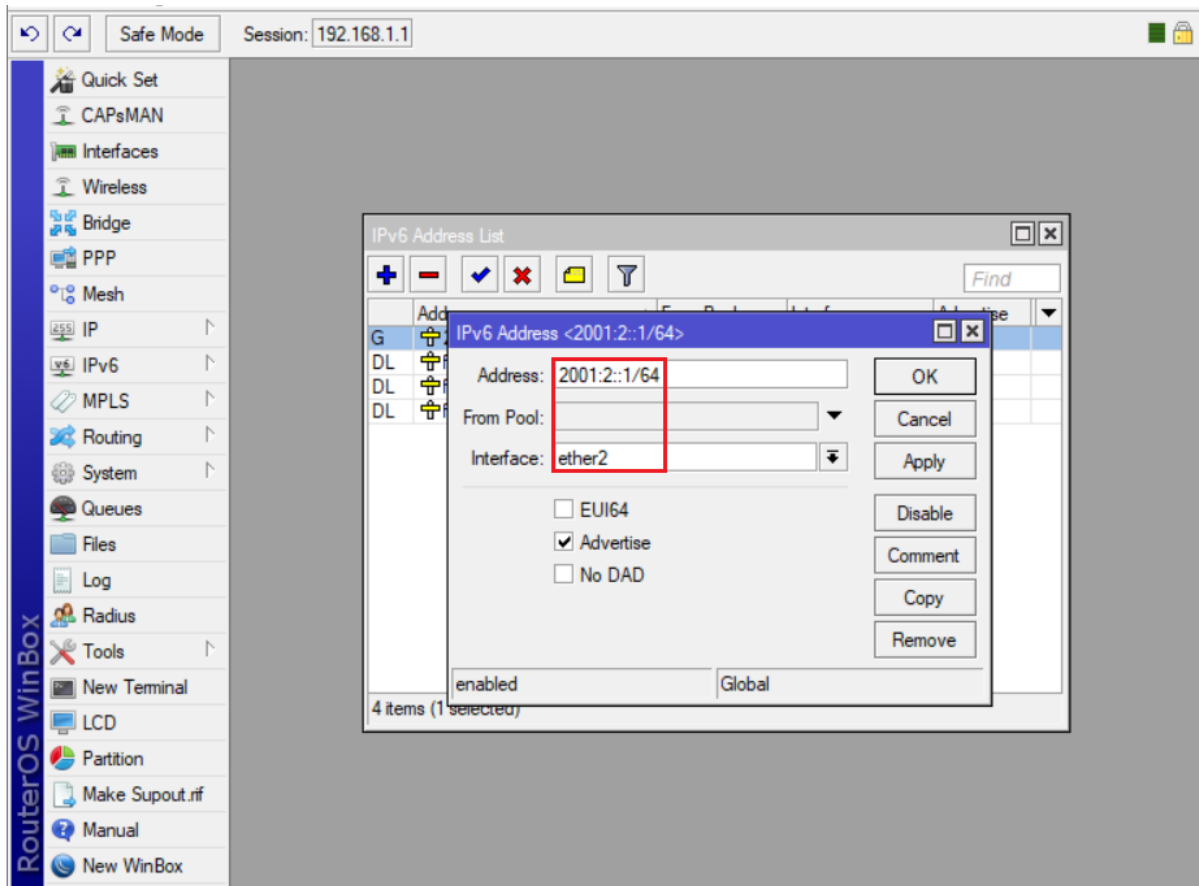 Safe Mode
Session: 192.168.1.1
Quick Set
CAPsMAN
Interfaces
Wireless
Bridge
PPP
Mesh
IP
IPv6
MPLS
Routing
System
Queues
Files
Log
Radius
Tools
New Terminal
LCD
Partition
Make Supout.rif
Manual
New WinBox
RouterOS WinBox
IPv6 Address List
Find
G
DL
DL
DL
4 items (1 selected)
IPv6 Address <2001:2::1/64>
Address: 2001:2::1/64
From Pool:
Interface: ether2
EUI64
Advertise
No DAD
OK
Cancel
Apply
Disable
Comment
Copy
Remove
enabled
Global